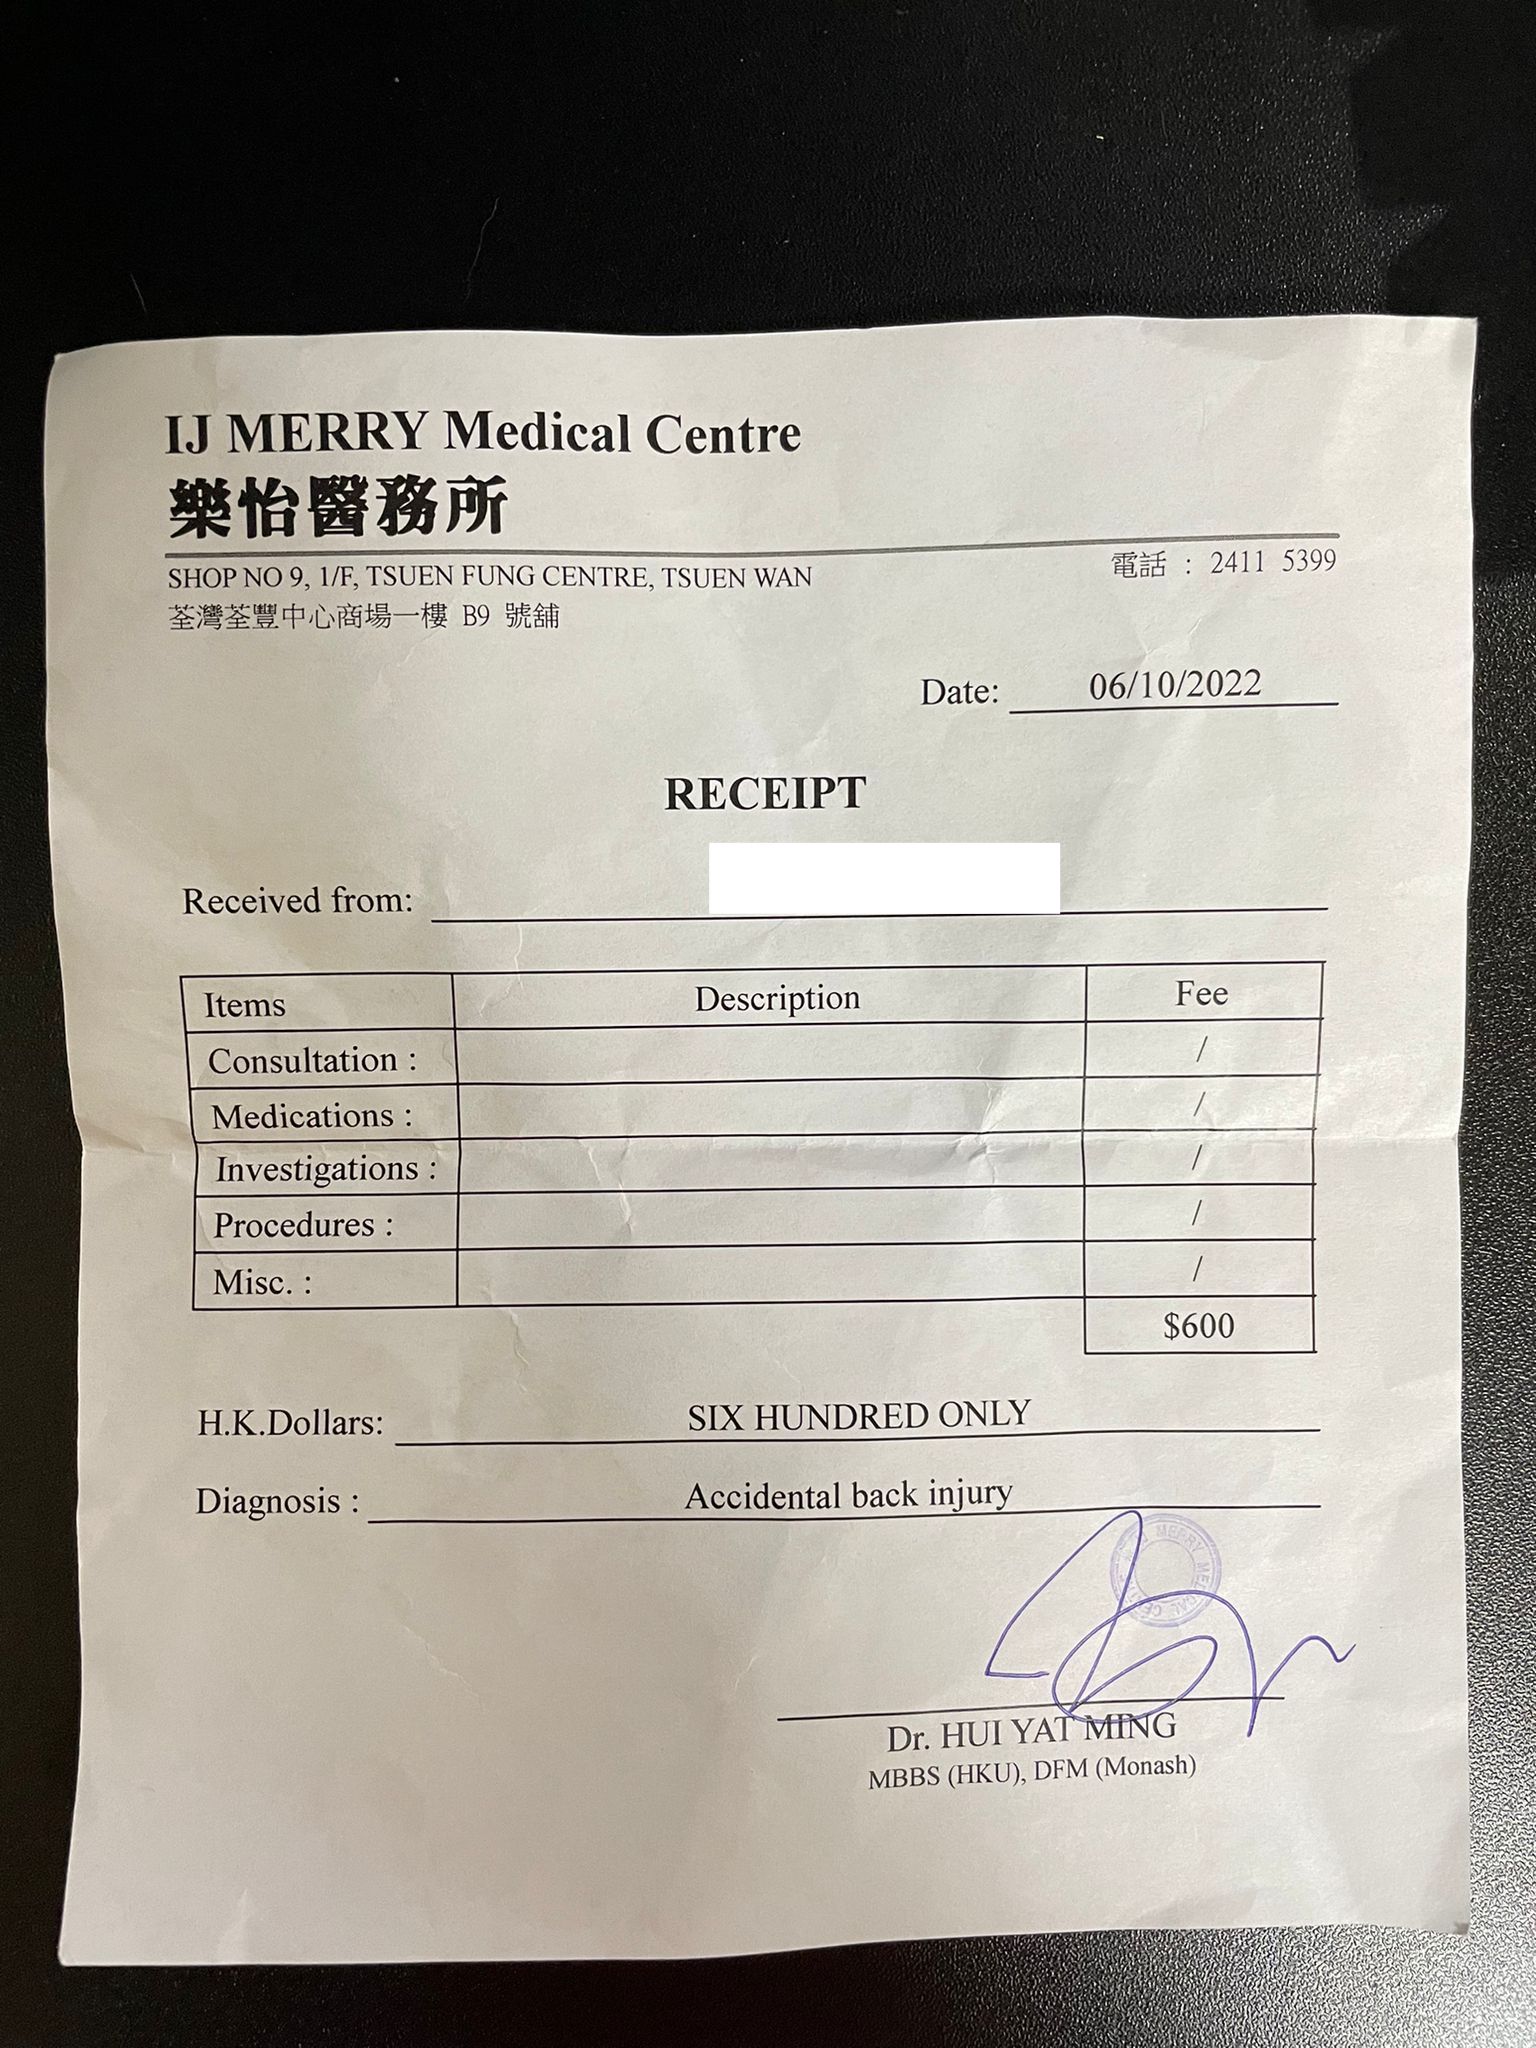 IJ MERRY Medical Centre
樂怡醫務所
SHOP NO 9, 1/F, TSUEN FUNG CENTRE, TSUEN WAN
電話 : 2411 5399
荃灣荃豐中心商場一樓 B9 號舖
Date: 06/10/2022
RECEIPT
Received from:
Items Description Fee
Consultation : /
Medications : /
Investigations : /
Procedures : /
Misc. : /
$600
H.K.Dollars: SIX HUNDRED ONLY
Diagnosis : Accidental back injury
MERRY MEDICAL CENTRE
Dr. HUI YAT MING
MBBS (HKU), DFM (Monash)